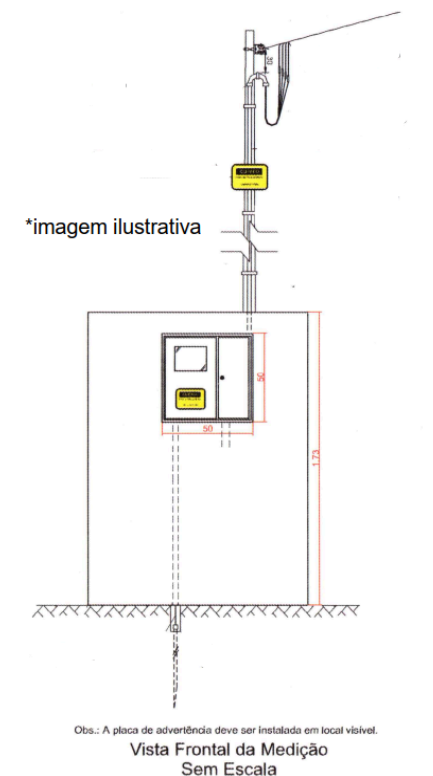 33
*imagem ilustrativa
50
50
1.73
Obs.: A placa de advertência deve ser instalada em local visível.
Vista Frontal da Medição
Sem Escala